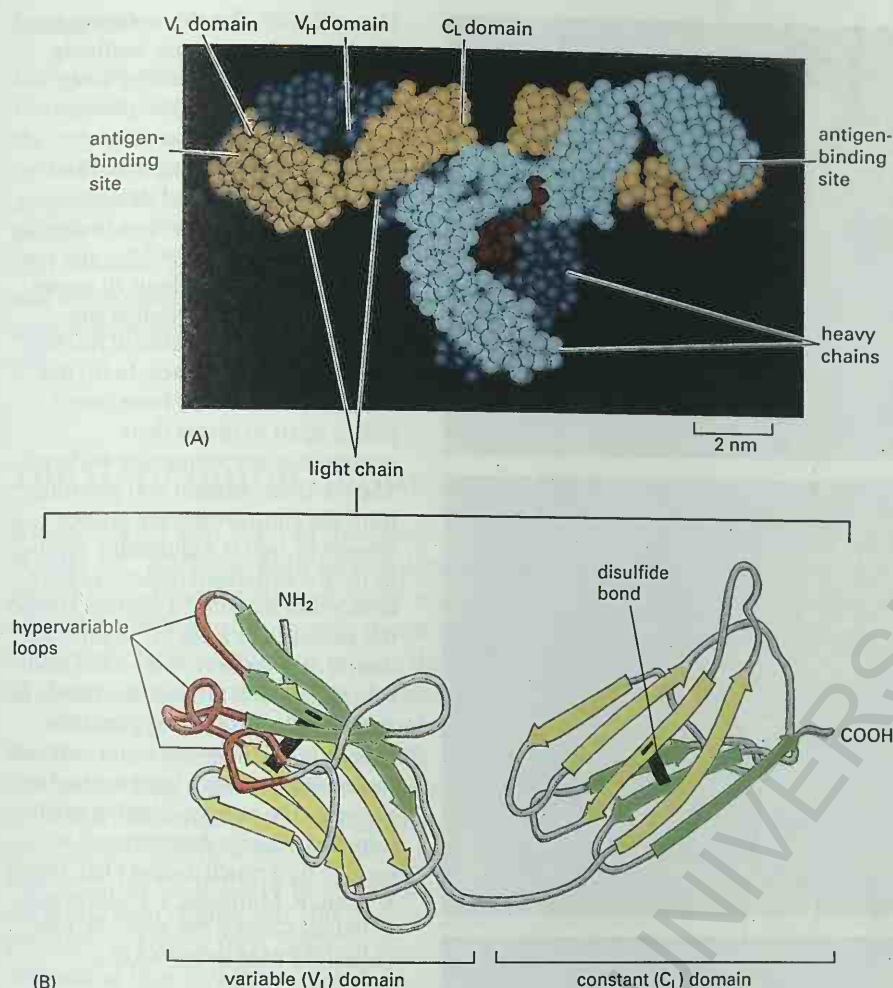 V_L domain
V_H domain
C_L domain
antigen-
binding
site
antigen-
binding
site
heavy
chains
(A)
2 nm
light chain
hypervariable
loops
NH₂
disulfide
bond
COOH
UNIVERS
(B)
variable (V_L) domain
constant (C_L) domain